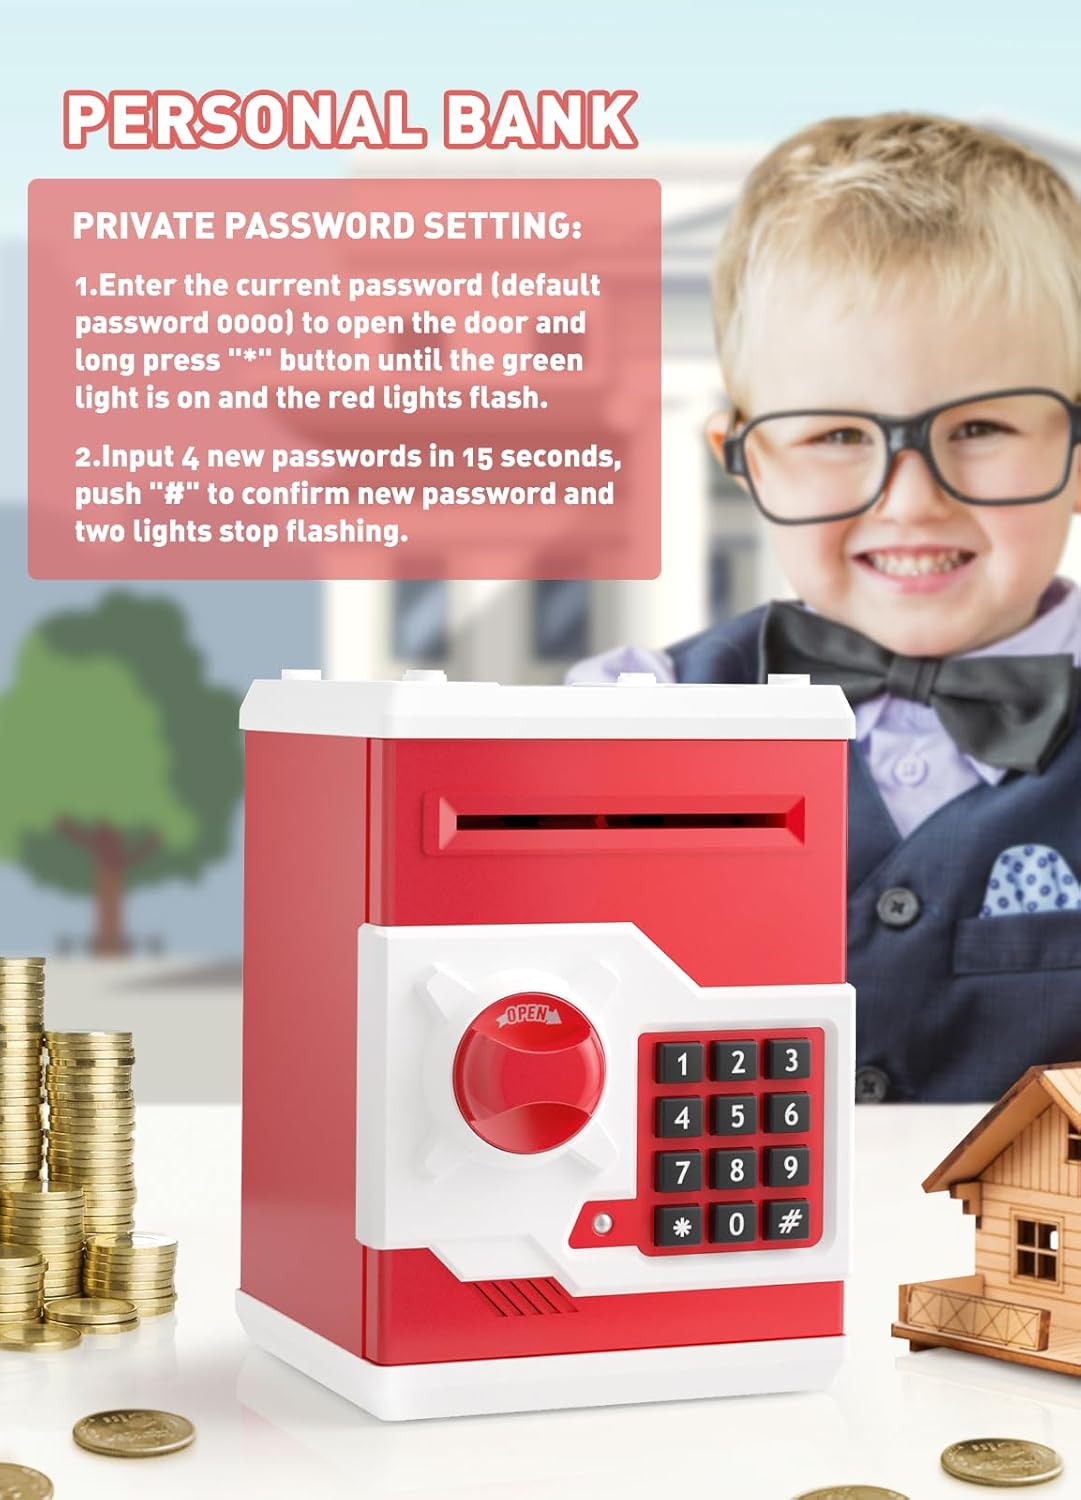 PERSONAL BANK
PRIVATE PASSWORD SETTING:
1.Enter the current password (default
password 0000) to open the door and
long press "*" button until the green
light is on and the red lights flash.
2.Input 4 new passwords in 15 seconds,
push "#" to confirm new password and
two lights stop flashing.
OPEN
1 2 3
4 5 6
7 8 9
* 0 #